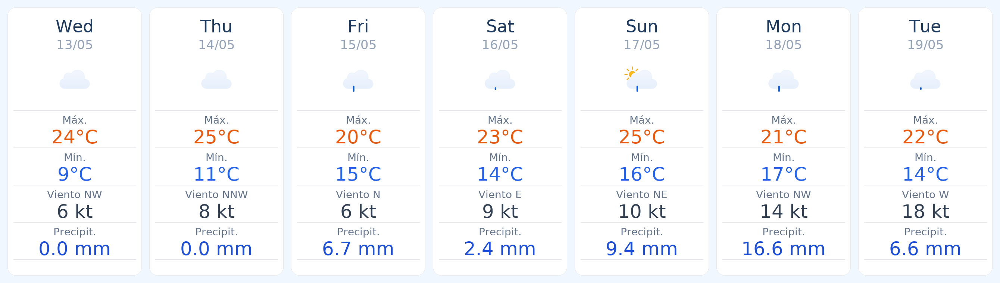 Wed
13/05
Máx.
24°C
Mín.
9°C
Viento NW
6 kt
Precipit.
0.0 mm
Thu
14/05
Máx.
25°C
Mín.
11°C
Viento NNW
8 kt
Precipit.
0.0 mm
Fri
15/05
Máx.
20°C
Mín.
15°C
Viento N
6 kt
Precipit.
6.7 mm
Sat
16/05
Máx.
23°C
Mín.
14°C
Viento E
9 kt
Precipit.
2.4 mm
Sun
17/05
Máx.
25°C
Mín.
16°C
Viento NE
10 kt
Precipit.
9.4 mm
Mon
18/05
Máx.
21°C
Mín.
17°C
Viento NW
14 kt
Precipit.
16.6 mm
Tue
19/05
Máx.
22°C
Mín.
14°C
Viento W
18 kt
Precipit.
6.6 mm